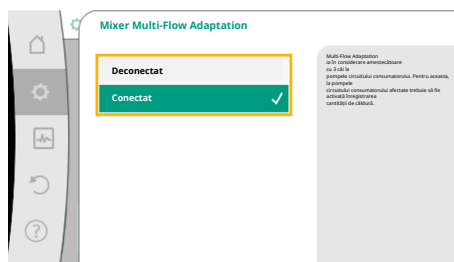 Mixer Multi-Flow Adaptation
Deconectat
Conectat
Multi-Flow Adaptation
ia în considerare amestecătoare
cu 3 căi la
pompele circuitului consumatorului. Pentru aceasta,
la pompele
circuitului consumatorului afectate trebuie să fie
activată înregistrarea
cantității de căldură.